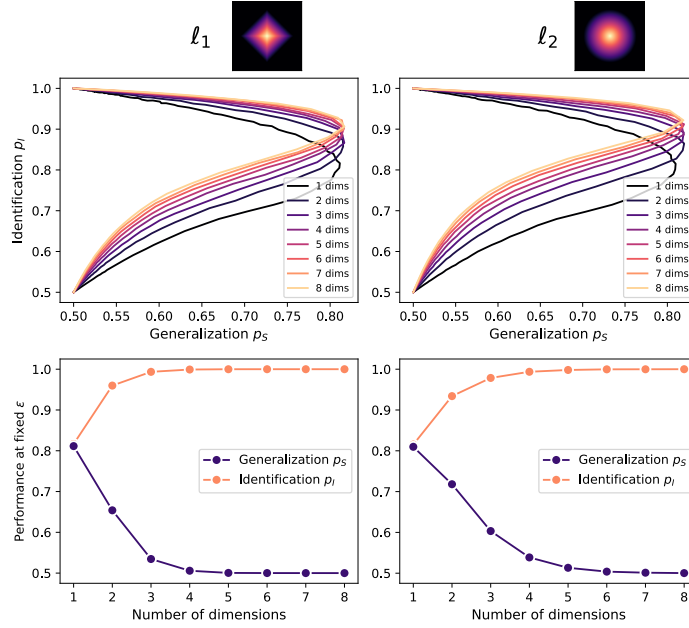 ℓ1
ℓ2
Identification pI
1.0
0.9
0.8
0.7
0.6
0.5
1 dims
2 dims
3 dims
4 dims
5 dims
6 dims
7 dims
8 dims
0.50 0.55 0.60 0.65 0.70 0.75 0.80
Generalization pS
1.0
0.9
0.8
0.7
0.6
0.5
1 dims
2 dims
3 dims
4 dims
5 dims
6 dims
7 dims
8 dims
0.50 0.55 0.60 0.65 0.70 0.75 0.80
Generalization pS
Performance at fixed ε
1.0
0.9
0.8
0.7
0.6
0.5
Generalization pS
Identification pI
1 2 3 4 5 6 7 8
Number of dimensions
1.0
0.9
0.8
0.7
0.6
0.5
Generalization pS
Identification pI
1 2 3 4 5 6 7 8
Number of dimensions